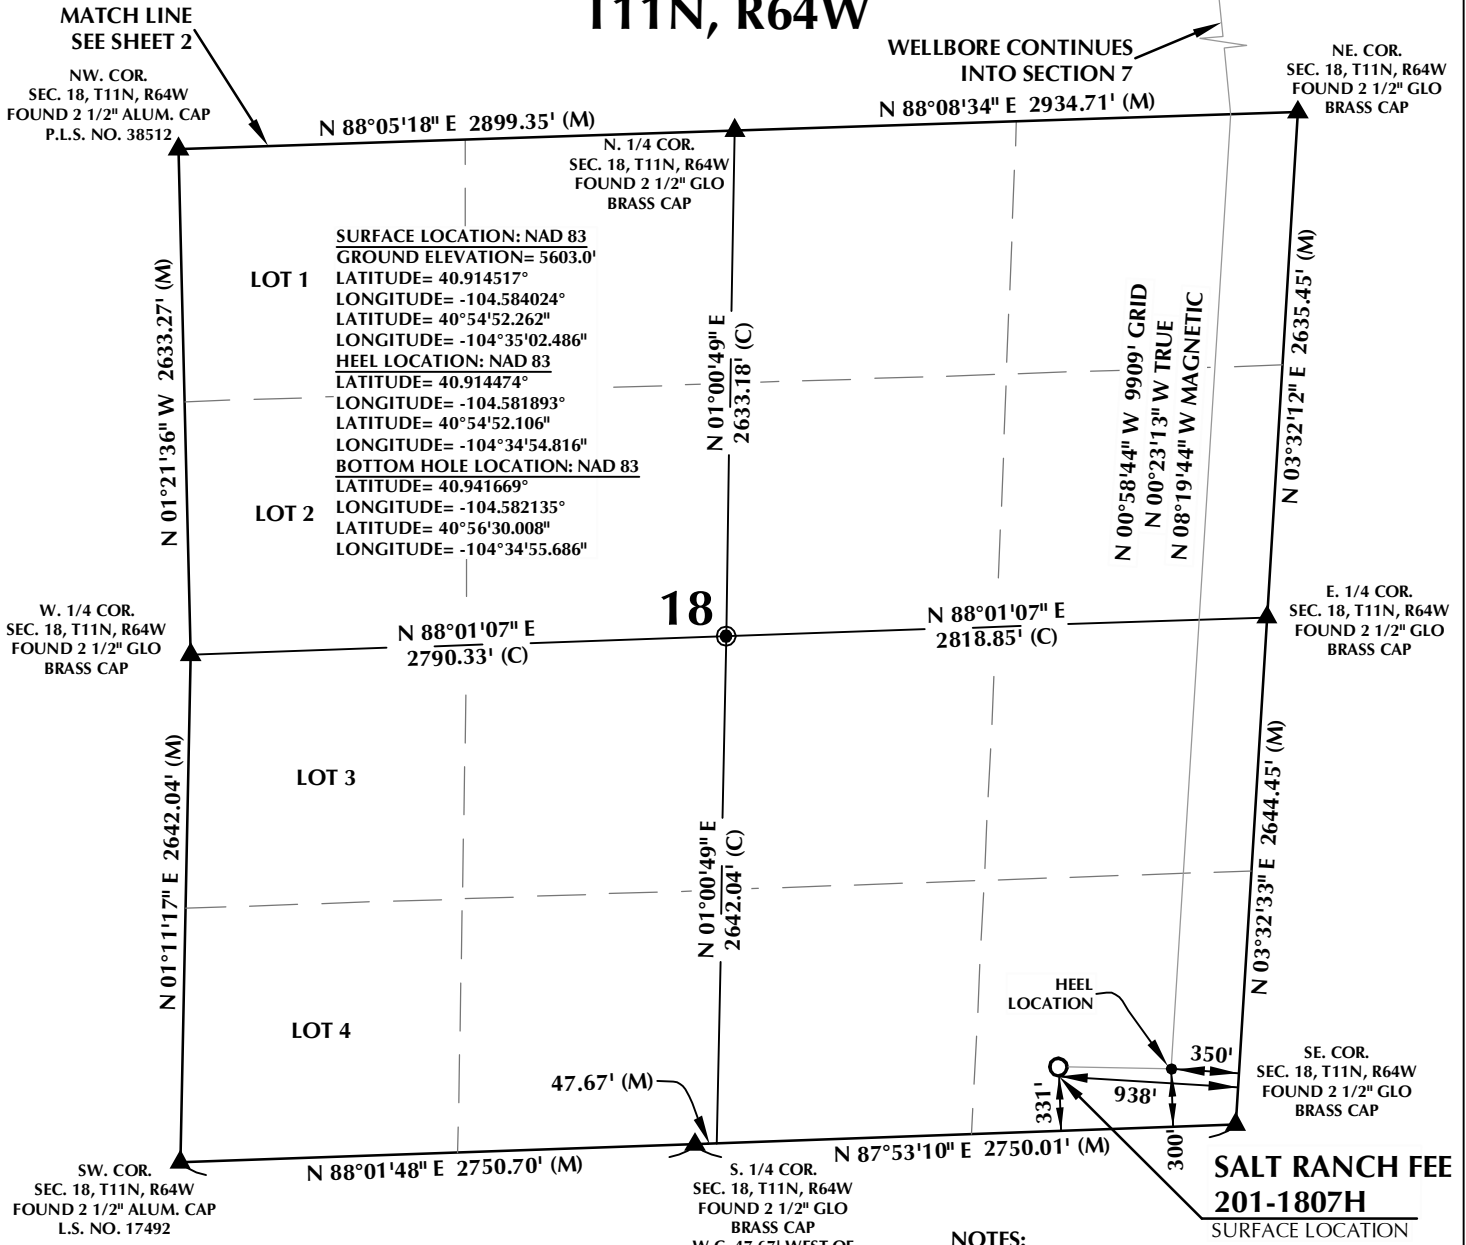 T11N, R64W
MATCH LINE
SEE SHEET 2
NW. COR.
SEC. 18, T11N, R64W
FOUND 2 1/2" ALUM. CAP
P.L.S. NO. 38512
WELLBORE CONTINUES
INTO SECTION 7
NE. COR.
SEC. 18, T11N, R64W
FOUND 2 1/2" GLO
BRASS CAP
N 88°05'18" E 2899.35' (M)
N 88°08'34" E 2934.71' (M)
N. 1/4 COR.
SEC. 18, T11N, R64W
FOUND 2 1/2" GLO
BRASS CAP
SURFACE LOCATION: NAD 83
GROUND ELEVATION= 5603.0'
LATITUDE= 40.914517°
LONGITUDE= -104.584024°
LATITUDE= 40°54'52.262"
LONGITUDE= -104°35'02.486"
HEEL LOCATION: NAD 83
LATITUDE= 40.914474°
LONGITUDE= -104.581893°
LATITUDE= 40°54'52.106"
LONGITUDE= -104°34'54.816"
BOTTOM HOLE LOCATION: NAD 83
LATITUDE= 40.941669°
LONGITUDE= -104.582135°
LATITUDE= 40°56'30.008"
LONGITUDE= -104°34'55.686"
LOT 1
LOT 2
N 01°21'36" W 2633.27' (M)
N 01°00'49" E
2633.18' (C)
N 00°58'44" W 9909' GRID
N 00°23'13" W TRUE
N 08°19'44" W MAGNETIC
N 03°32'12" E 2635.45' (M)
W. 1/4 COR.
SEC. 18, T11N, R64W
FOUND 2 1/2" GLO
BRASS CAP
N 88°01'07" E
2790.33' (C)
18
N 88°01'07" E
2818.85' (C)
E. 1/4 COR.
SEC. 18, T11N, R64W
FOUND 2 1/2" GLO
BRASS CAP
LOT 3
LOT 4
N 01°11'17" E 2642.04' (M)
N 01°00'49" E
2642.04' (C)
N 03°32'33" E 2644.45' (M)
HEEL
LOCATION
350'
938'
331'
300'
SE. COR.
SEC. 18, T11N, R64W
FOUND 2 1/2" GLO
BRASS CAP
47.67' (M)
SW. COR.
SEC. 18, T11N, R64W
FOUND 2 1/2" ALUM. CAP
L.S. NO. 17492
N 88°01'48" E 2750.70' (M)
S. 1/4 COR.
SEC. 18, T11N, R64W
FOUND 2 1/2" GLO
BRASS CAP
W.C. 47.67' WEST OF
N 87°53'10" E 2750.01' (M)
SALT RANCH FEE
201-1807H
SURFACE LOCATION
NOTES: